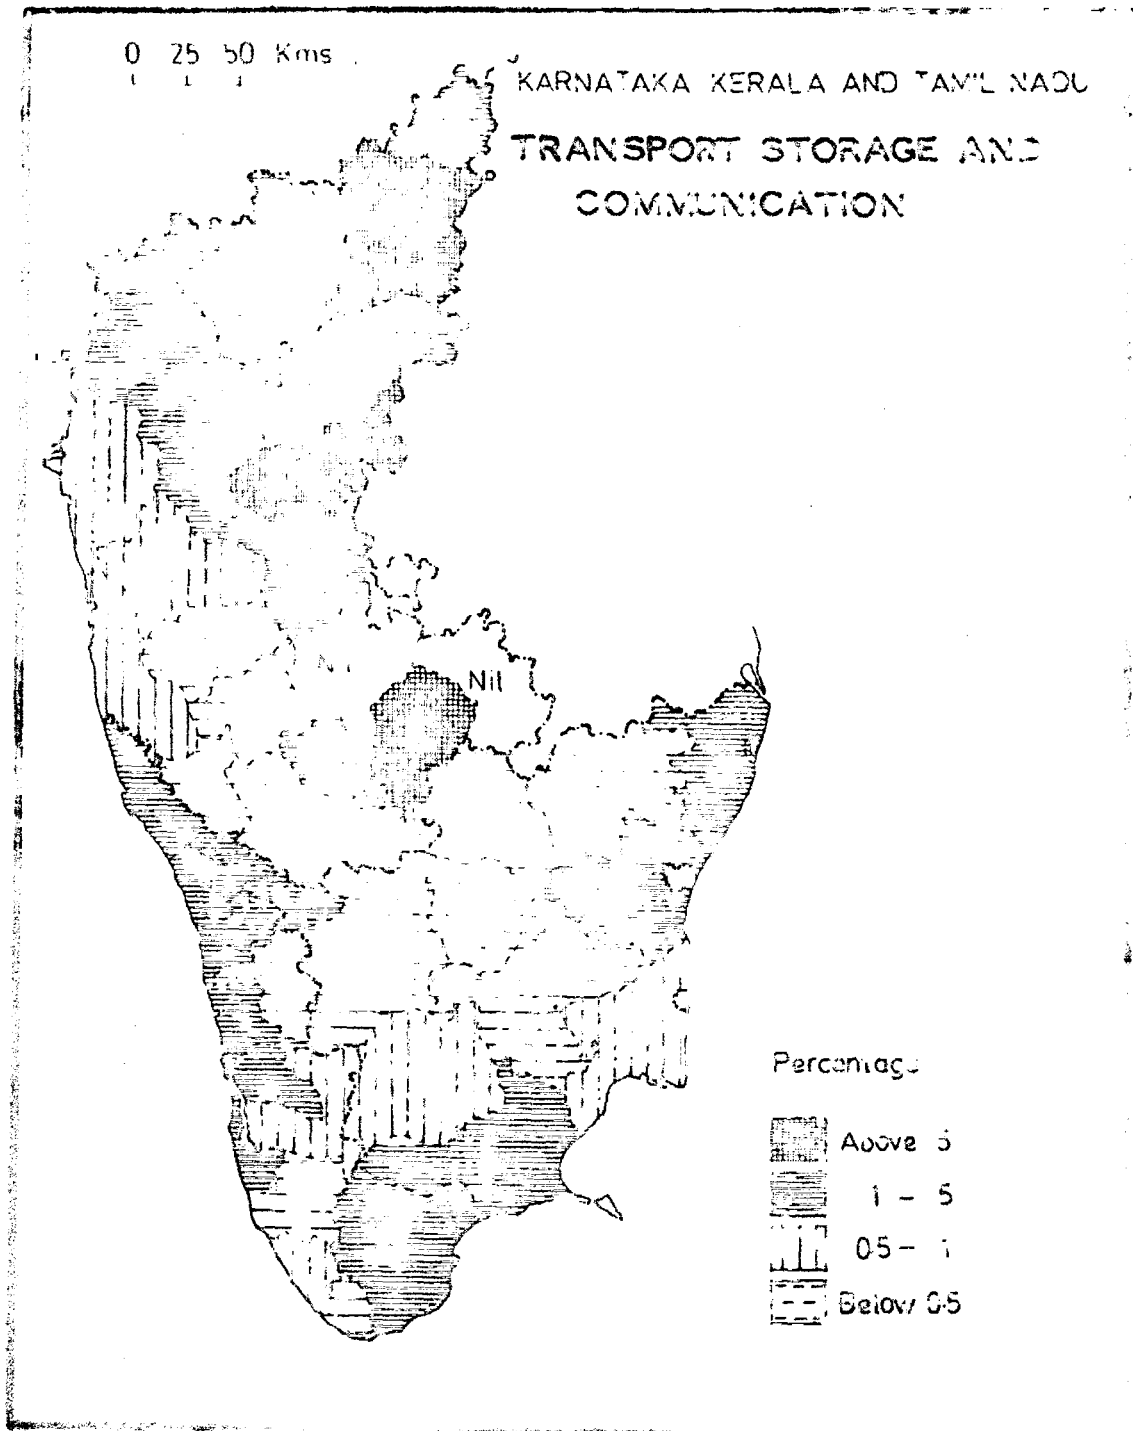 0 25 50 Kms
KARNATAKA KERALA AND TAMIL NADU
TRANSPORT STORAGE AND
COMMUNICATION
Nil
Percentage
Above 5
1 - 5
0.5 - 1
Below 0.5